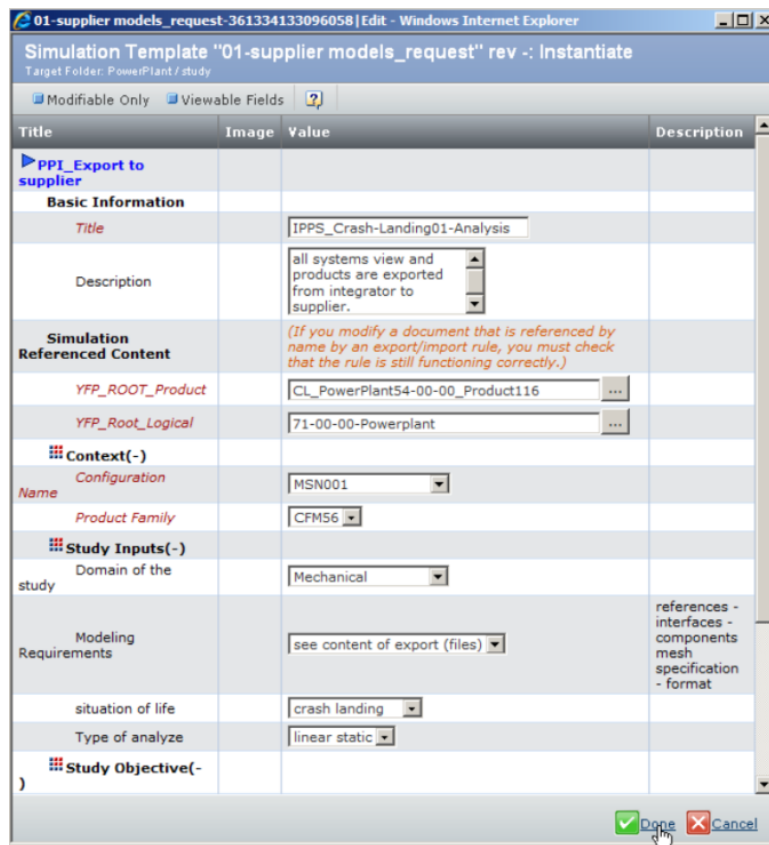 01-supplier models_request-361334133096058|Edit - Windows Internet Explorer
Simulation Template "01-supplier models_request" rev -: Instantiate
Target Folder: PowerPlant / study
Modifiable Only Viewable Fields
Title Image Value Description
PPI_Export to
supplier
Basic Information
Title IPPS_Crash-Landing01-Analysis
Description
all systems view and
products are exported
from integrator to
supplier.
Simulation
Referenced Content
(If you modify a document that is referenced by
name by an export/import rule, you must check
that the rule is still functioning correctly.)
YFP_ROOT_Product CL_PowerPlant54-00-00_Product116 ...
YFP_Root_Logical 71-00-00-Powerplant ...
Context(-)
Configuration
Name
MSN001
Product Family CFM56
Study Inputs(-)
Domain of the
study
Mechanical
Modeling
Requirements
see content of export (files)
references -
interfaces -
components
mesh
specification
- format
situation of life crash landing
Type of analyze linear static
Study Objective(-
)
Done Cancel